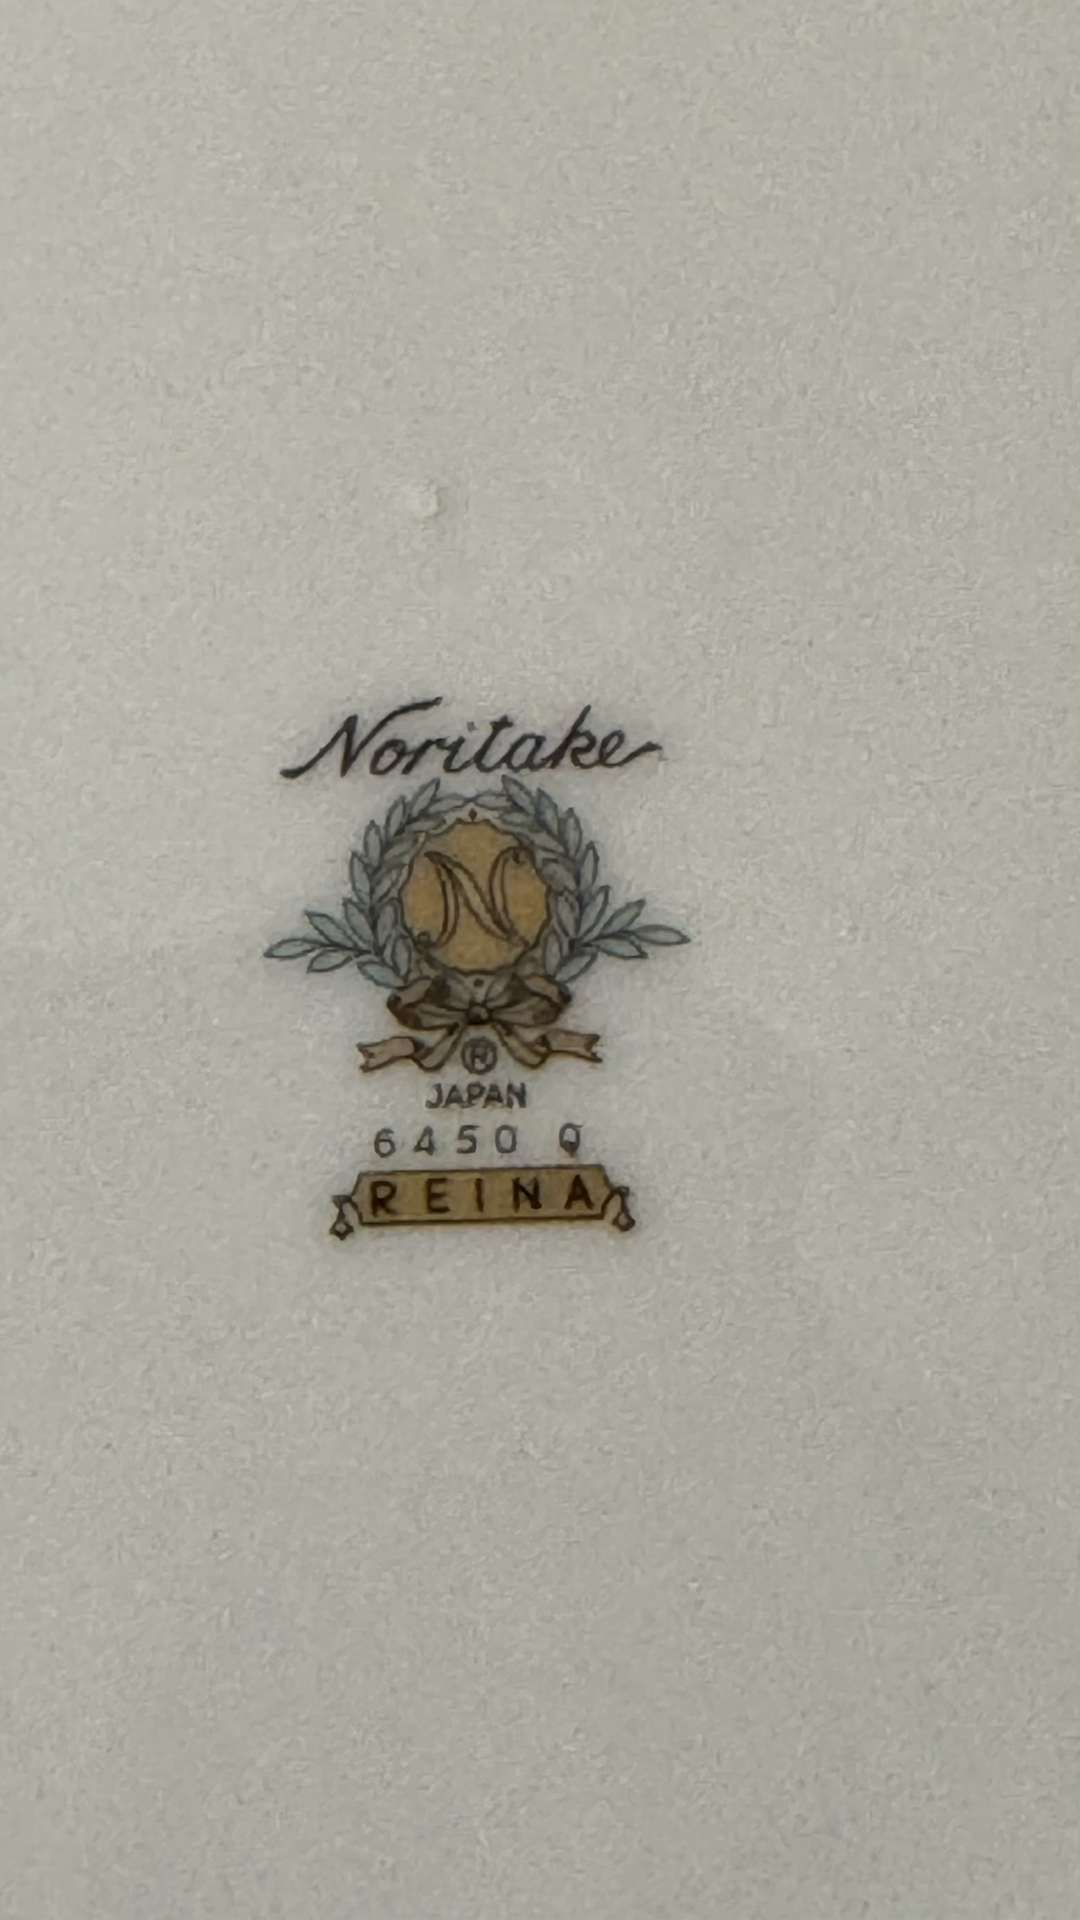 Noritake
N
®
JAPAN
6450 Q
REINA